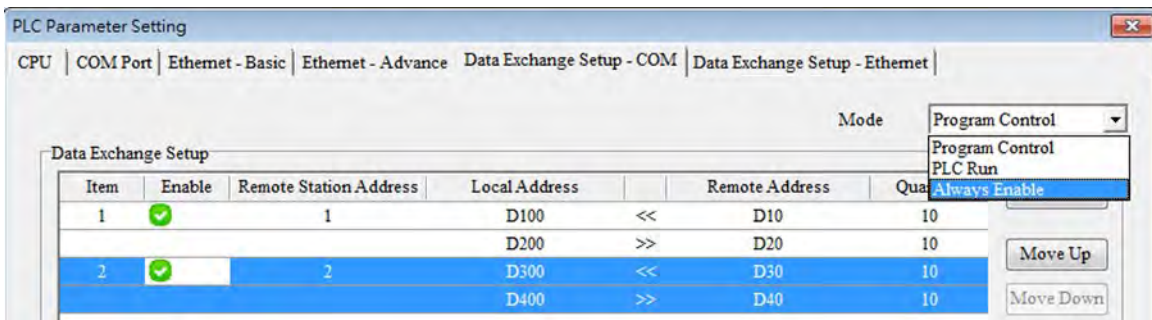 PLC Parameter Setting
CPU COM Port Ethernet - Basic Ethernet - Advance Data Exchange Setup - COM Data Exchange Setup - Ethernet
Mode Program Control
Program Control
PLC Run
Always Enable
Data Exchange Setup
Item Enable Remote Station Address Local Address Remote Address
1 1 D100 << D10 10
D200 >> D20 10
Move Up
2 2 D300 << D30 10
D400 >> D40 10
Move Down